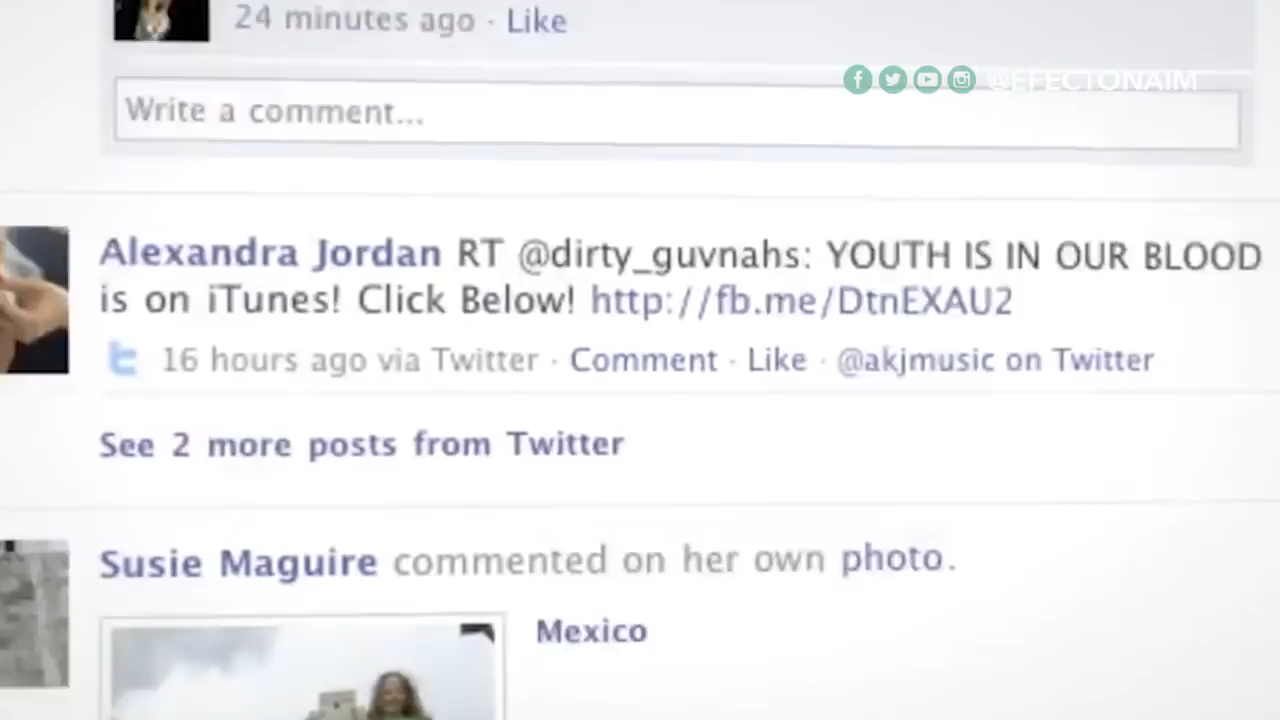 24 minutes ago · Like
@EFECTONAIM
Write a comment...
Alexandra Jordan RT @dirty_guvnahs: YOUTH IS IN OUR BLOOD
is on iTunes! Click Below! http://fb.me/DtnEXAU2
16 hours ago via Twitter · Comment · Like · @akjmusic on Twitter
See 2 more posts from Twitter
Susie Maguire commented on her own photo.
Mexico